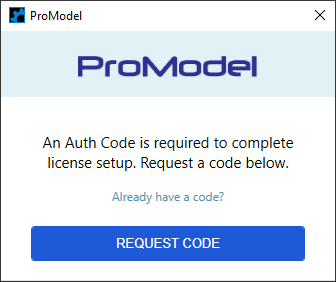 ProModel
ProModel
An Auth Code is required to complete
license setup. Request a code below.
Already have a code?
REQUEST CODE